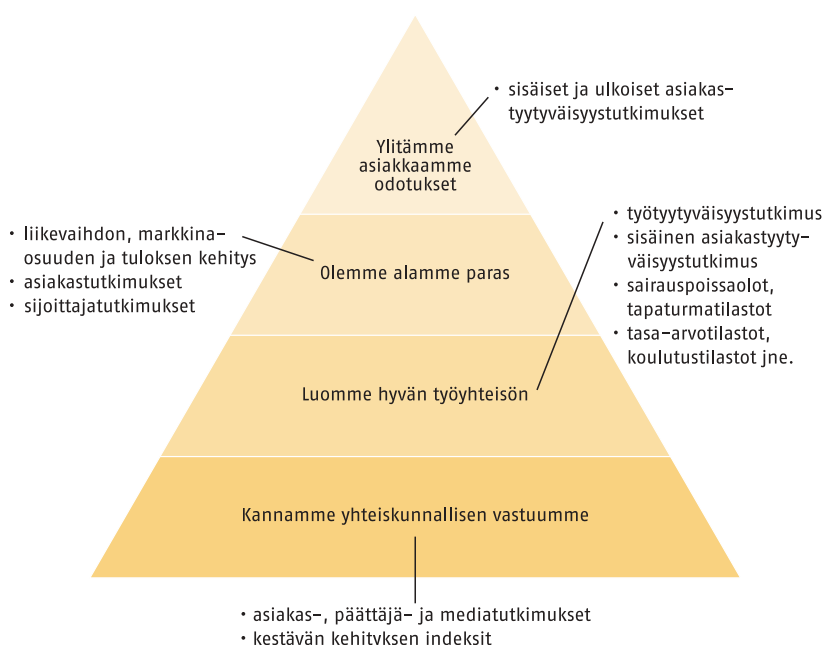 • sisäiset ja ulkoiset asiakas-
tyytyväisyystutkimukset
Ylitämme
asiakkaamme
odotukset
• liikevaihdon, markkina-
osuuden ja tuloksen kehitys
• asiakastutkimukset
• sijoittajatutkimukset
Olemme alamme paras
• työtyytyväisyystutkimus
• sisäinen asiakastyyty-
väisyystutkimus
• sairauspoissaolot,
tapaturmatilastot
• tasa-arvotilastot,
koulutustilastot jne.
Luomme hyvän työyhteisön
Kannamme yhteiskunnallisen vastuumme
• asiakas-, päättäjä- ja mediatutkimukset
• kestävän kehityksen indeksit